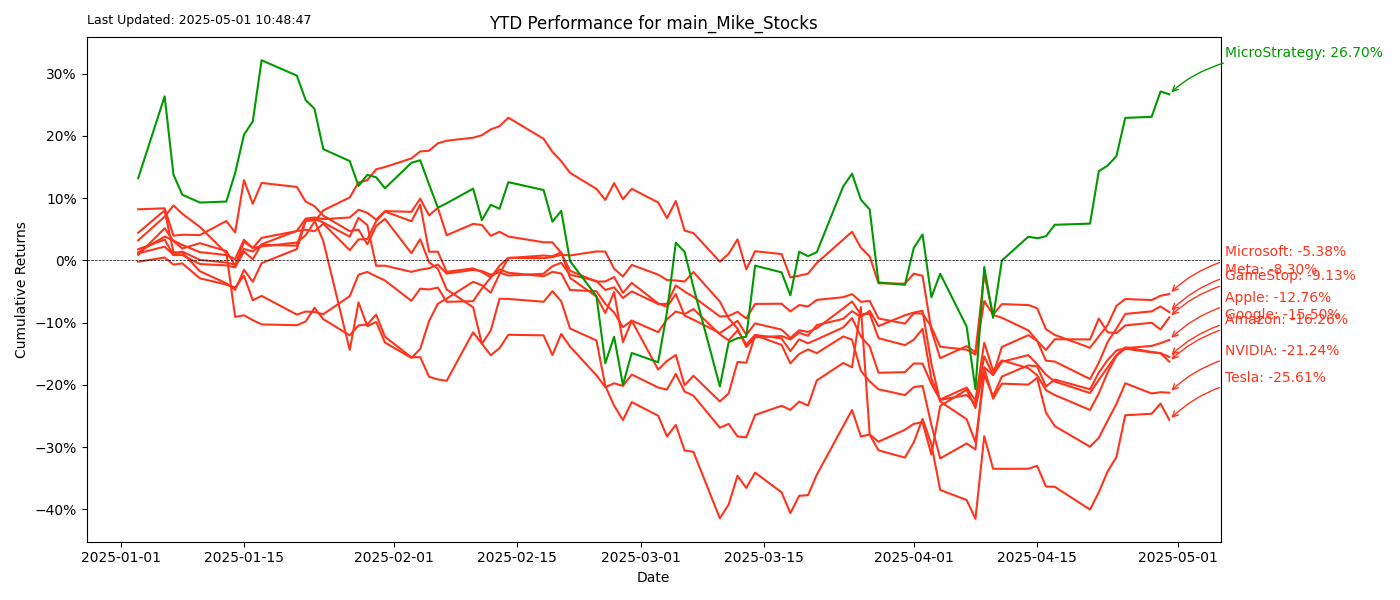 Last Updated: 2025-05-01 10:48:47
YTD Performance for main_Mike_Stocks
MicroStrategy: 26.70%
Microsoft: -5.38%
Meta: -8.30%
GameStop: -9.13%
Apple: -12.76%
Google: -15.50%
Amazon: -16.26%
NVIDIA: -21.24%
Tesla: -25.61%
Cumulative Returns
30%
20%
10%
0%
−10%
−20%
−30%
−40%
2025-01-01
2025-01-15
2025-02-01
2025-02-15
2025-03-01
2025-03-15
2025-04-01
2025-04-15
2025-05-01
Date